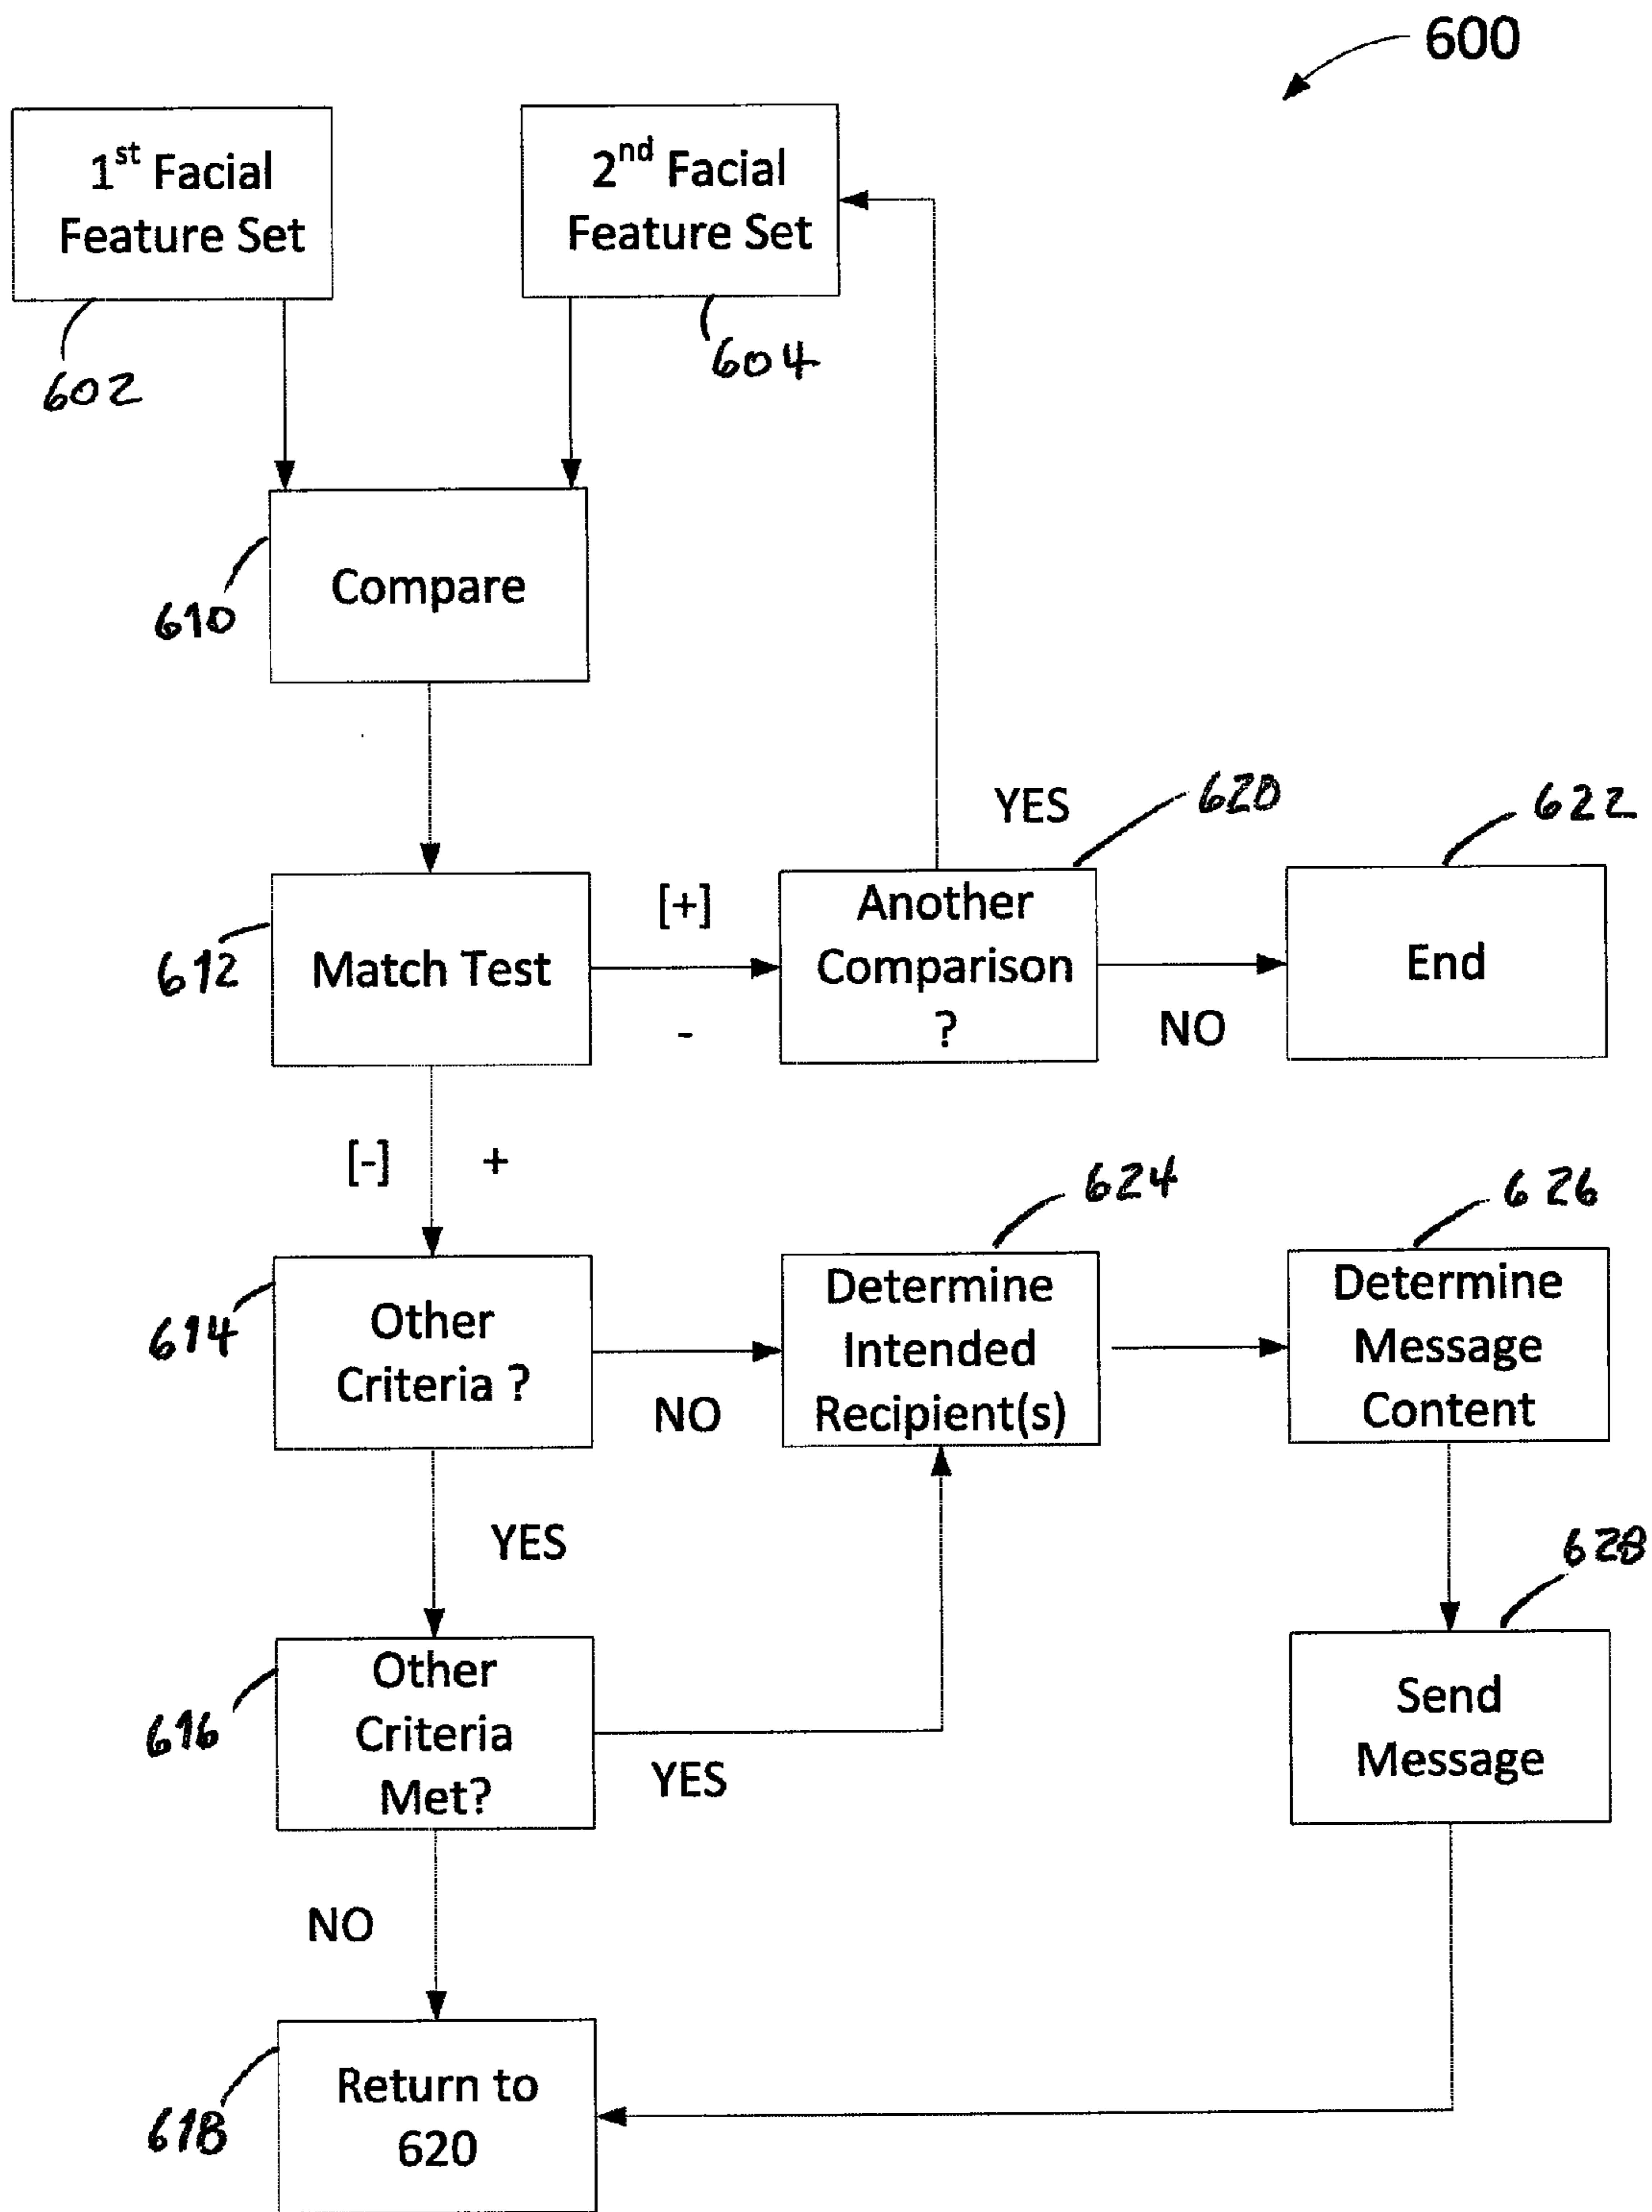 600
1st Facial
Feature Set
2nd Facial
Feature Set
602
604
Compare
610
YES
620
622
Match Test
612
[+]
-
Another
Comparison
?
NO
End
[-] +
624
626
Other
Criteria ?
614
NO
Determine
Intended
Recipient(s)
Determine
Message
Content
YES
628
Other
Criteria
Met?
616
YES
Send
Message
NO
Return to
620
618